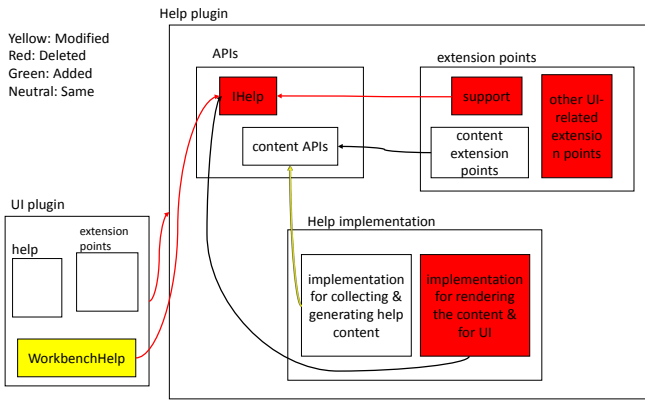 Help plugin
Yellow: Modified
Red: Deleted
Green: Added
Neutral: Same
APIs
extension points
IHelp
support
other UI-
related
extensio
n points
content APIs
content
extension
points
UI plugin
help
extension
points
WorkbenchHelp
Help implementation
implementation
for collecting &
generating help
content
implementation
for rendering
the content &
for UI